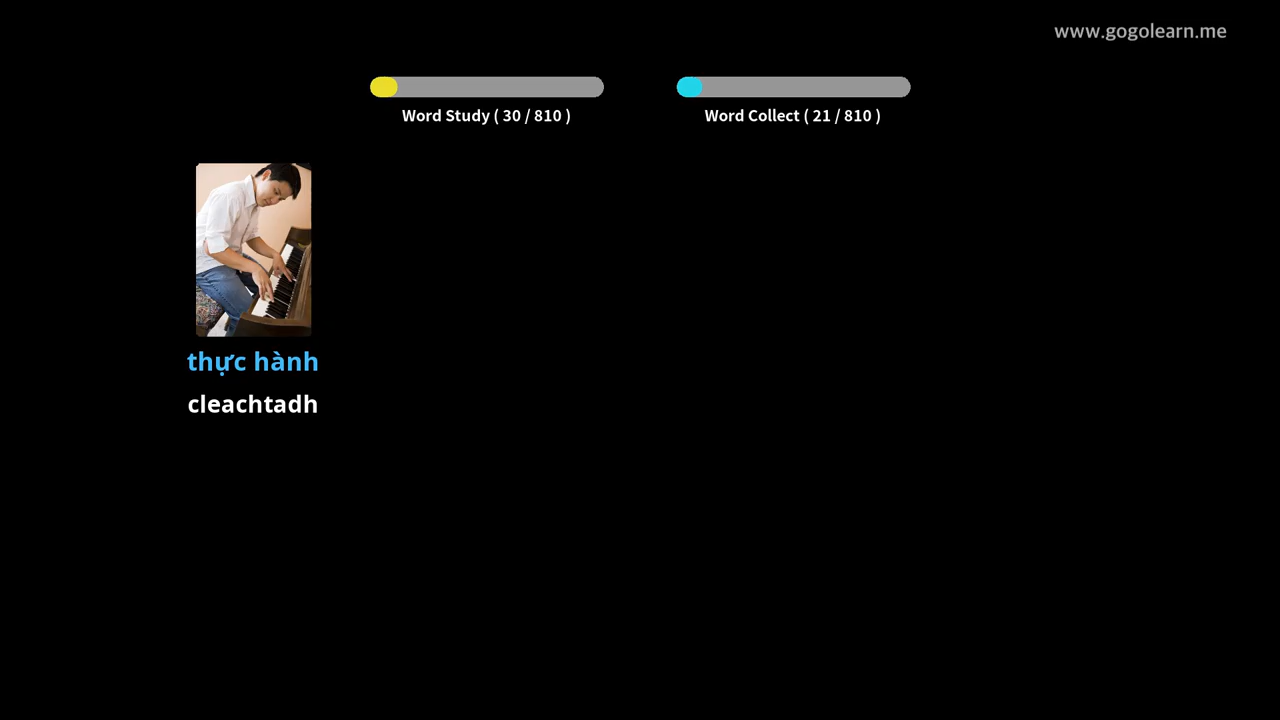 www.gogolearn.me
Word Study ( 30 / 810 )
Word Collect ( 21 / 810 )
thực hành
cleachtadh